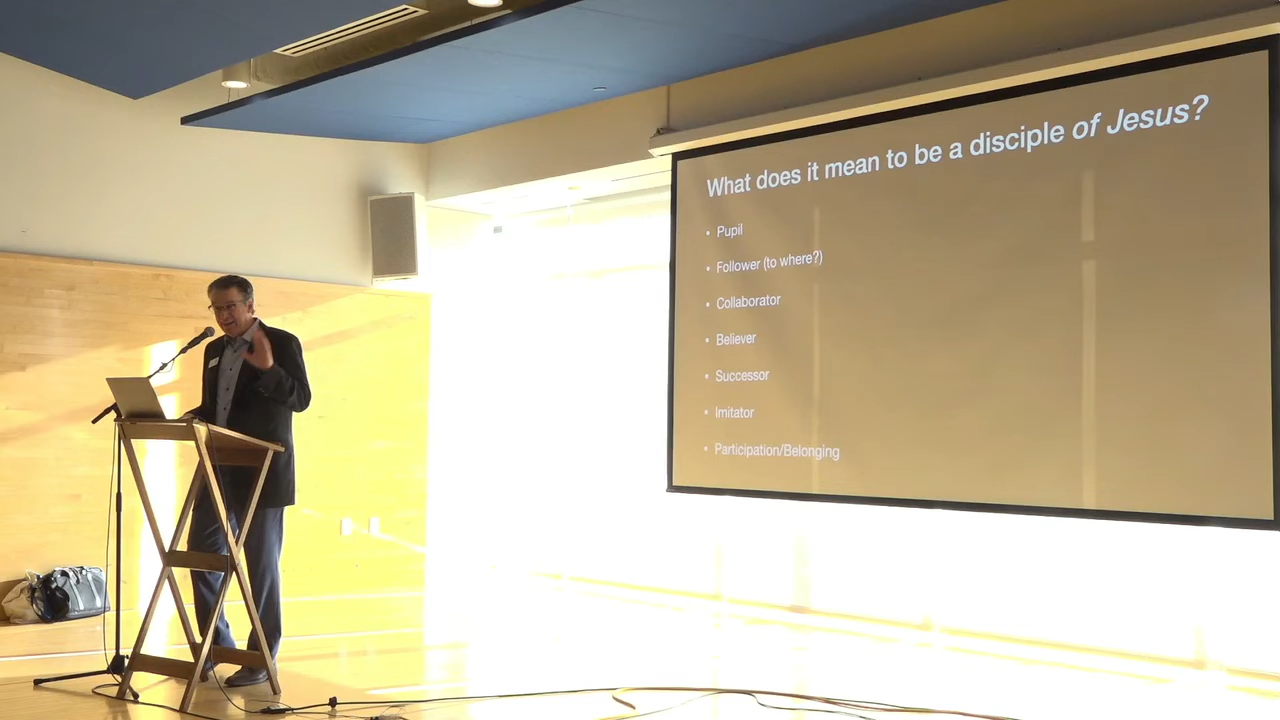 What does it mean to be a disciple of Jesus?
• Pupil
• Follower (to where?)
• Collaborator
• Believer
• Successor
• Imitator
• Participation/Belonging